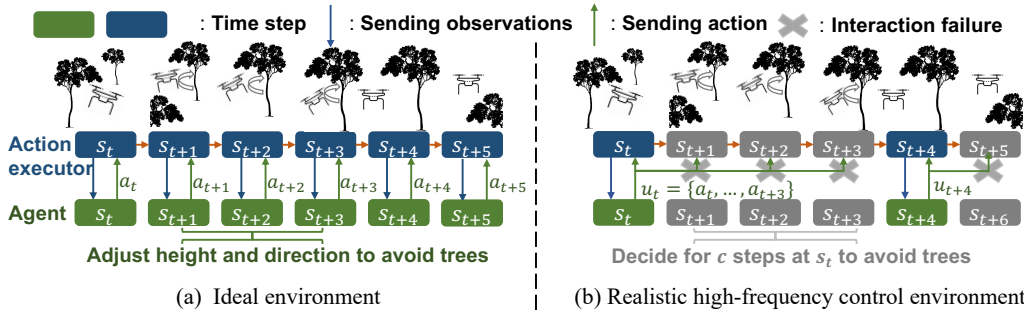 : Time step : Sending observations : Sending action : Interaction failure
Action executor
s_t s_{t+1} s_{t+2} s_{t+3} s_{t+4} s_{t+5}
a_t a_{t+1} a_{t+2} a_{t+3} a_{t+4} a_{t+5}
Agent
s_t s_{t+1} s_{t+2} s_{t+3} s_{t+4} s_{t+5}
Adjust height and direction to avoid trees
(a) Ideal environment
s_t s_{t+1} s_{t+2} s_{t+3} s_{t+4} s_{t+5}
u_t = {a_t, ..., a_{t+3}} u_{t+4}
s_t s_{t+1} s_{t+2} s_{t+3} s_{t+4} s_{t+6}
Decide for c steps at s_t to avoid trees
(b) Realistic high-frequency control environment